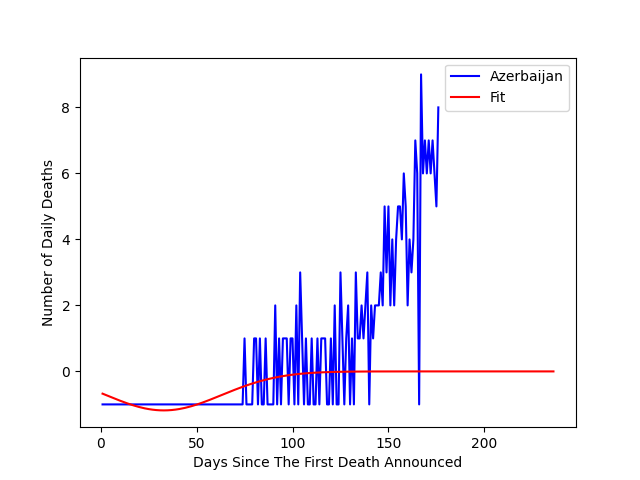 Azerbaijan
Fit
Number of Daily Deaths
8
6
4
2
0
0 50 100 150 200
Days Since The First Death Announced